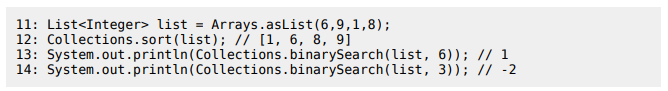 11: List<Integer> list = Arrays.asList(6,9,1,8);
12: Collections.sort(list); // [1, 6, 8, 9]
13: System.out.println(Collections.binarySearch(list, 6)); // 1
14: System.out.println(Collections.binarySearch(list, 3)); // -2